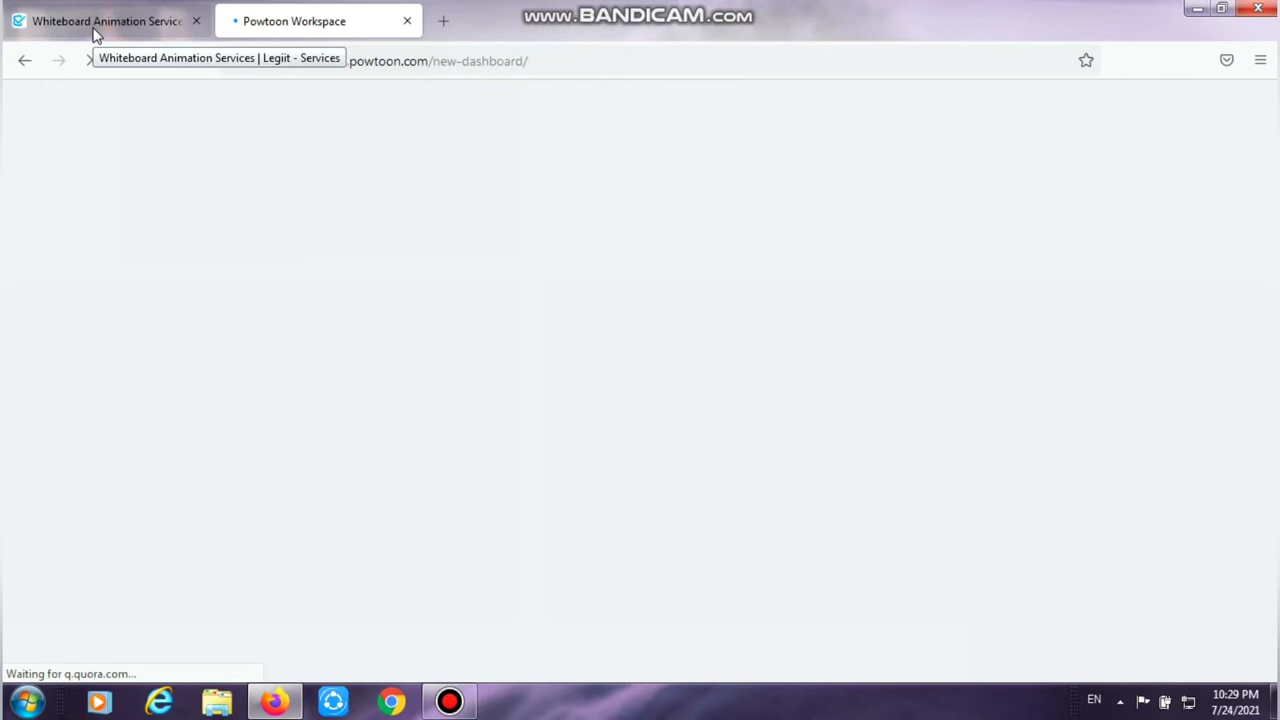 www.BANDICAM.com
Whiteboard Animation Servic
Powtoon Workspace
Whiteboard Animation Services | Legiit - Services
.powtoon.com/new-dashboard/
Waiting for q.quora.com...
EN
10:29 PM
7/24/2021